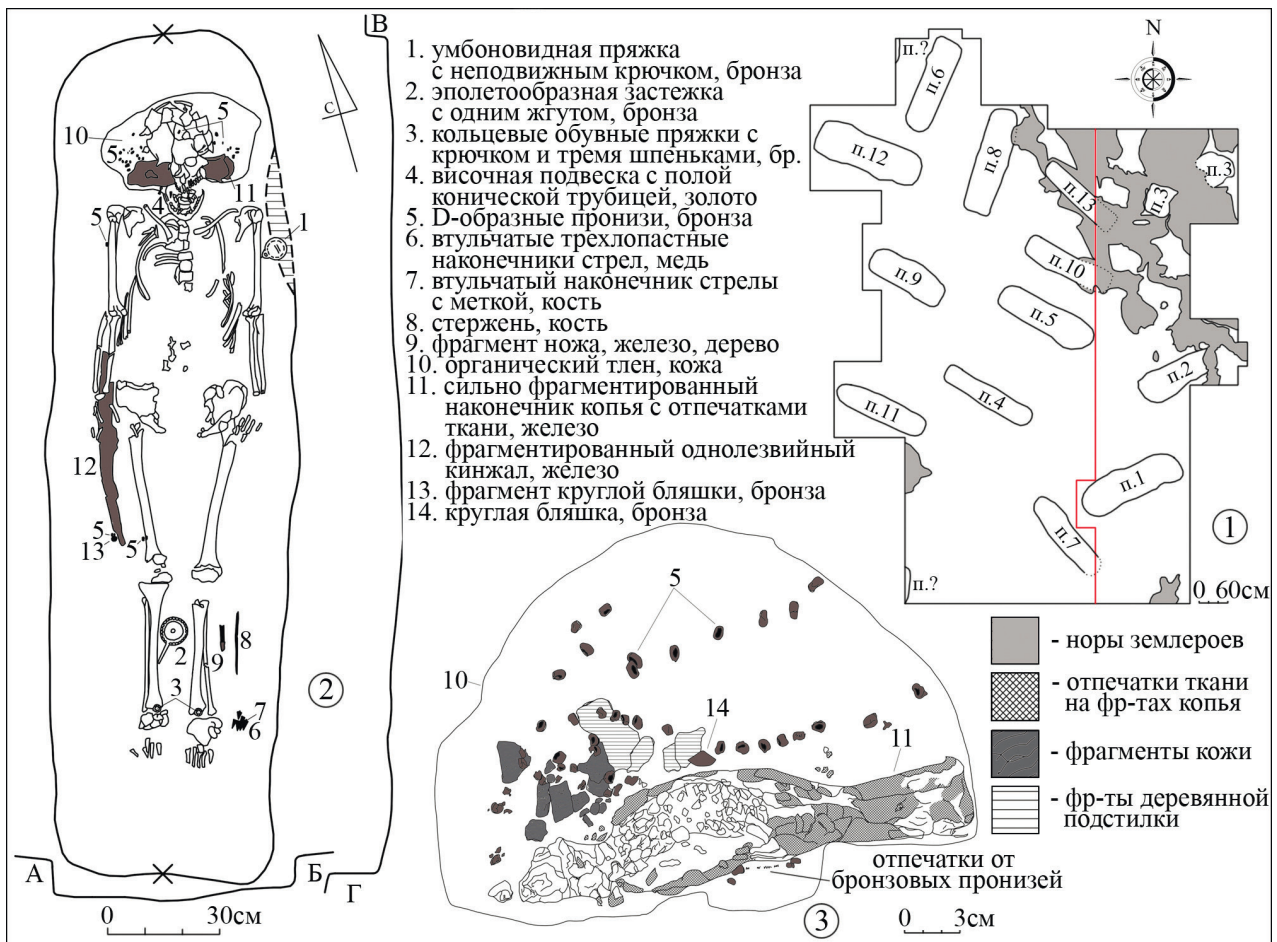 В
С
1. умбоновидная пряжка
с неподвижным крючком, бронза
2. эполетообразная застежка
с одним жгутом, бронза
3. кольцевые обувные пряжки с
крючком и тремя шпеньками, бр.
4. височная подвеска с полой
конической трубицей, золото
5. D-образные пронизи, бронза
6. втульчатые трехлопастные
наконечники стрел, медь
7. втульчатый наконечник стрелы
с меткой, кость
8. стержень, кость
9. фрагмент ножа, железо, дерево
10. органический тлен, кожа
11. сильно фрагментированный
наконечник копья с отпечатками
ткани, железо
12. фрагментированный однолезвийный
кинжал, железо
13. фрагмент круглой бляшки, бронза
14. круглая бляшка, бронза
5
10
5
4
11
5
1
12
5
13
5
2
9
8
3
7
6
2
А
Б
Г
0 30см
N
п.?
п.6
п.12
п.8
п.3
п.13
п.3
п.10
п.9
п.5
п.2
п.4
п.11
п.1
п.7
п.?
1
0 60см
- норы землероев
- отпечатки ткани
на фр-тах копья
- фрагменты кожи
- фр-ты деревянной
подстилки
5
10
14
11
отпечатки от
бронзовых пронизей
3
0 3см